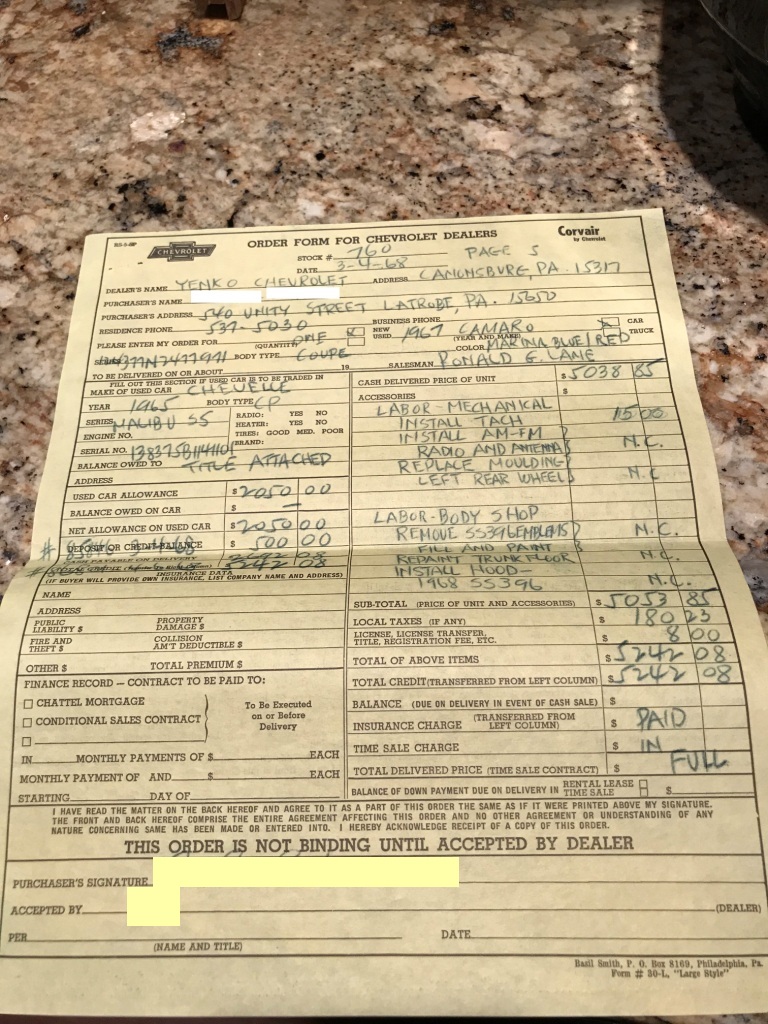 CHEVROLET
ORDER FORM FOR CHEVROLET DEALERS
Corvair
by Chevrolet
STOCK # 760 PAGE 5
DATE 3-4-68
DEALER'S NAME YENKO CHEVROLET ADDRESS CANONSBURG, PA. 15317
PURCHASER'S NAME
PURCHASER'S ADDRESS 540 UNITY STREET LATROBE, PA. 15650
RESIDENCE PHONE 537-5030 BUSINESS PHONE
PLEASE ENTER MY ORDER FOR ONE (QUANTITY) NEW USED 1967 CAMARO (YEAR AND MAKE) CAR TRUCK
BODY TYPE COUPE COLOR MARINA BLUE/RED
TO BE DELIVERED ON OR ABOUT 19 SALESMAN RONALD G. LANE
FILL OUT THIS SECTION IF USED CAR IS TO BE TRADED IN
MAKE OF USED CAR CHEVELLE
YEAR 1965 BODY TYPE CP
SERIES MALIBU SS RADIO: YES NO
HEATER: YES NO
ENGINE NO. TIRES: GOOD MED. POOR
SERIAL NO. BRAND:
BALANCE OWED TO TITLE ATTACHED
ADDRESS
USED CAR ALLOWANCE $ 2050 00
BALANCE OWED ON CAR $ —
NET ALLOWANCE ON USED CAR $ 2050 00
DEPOSIT OR CREDIT BALANCE $ 500 00
CASH PAYABLE ON DELIVERY 2692 08
5242 08
INSURANCE DATA
(IF BUYER WILL PROVIDE OWN INSURANCE, LIST COMPANY NAME AND ADDRESS)
NAME
ADDRESS
PUBLIC LIABILITY $ PROPERTY DAMAGE $
FIRE AND THEFT $ COLLISION AM'T DEDUCTIBLE $
OTHER $ TOTAL PREMIUM $
FINANCE RECORD — CONTRACT TO BE PAID TO:
CHATTEL MORTGAGE
CONDITIONAL SALES CONTRACT
To Be Executed
on or Before
Delivery
IN MONTHLY PAYMENTS OF $ EACH
MONTHLY PAYMENT OF AND $ EACH
STARTING DAY OF
CASH DELIVERED PRICE OF UNIT $ 5038 85
ACCESSORIES $
LABOR-MECHANICAL
INSTALL TACH 15 00
INSTALL AM-FM
RADIO AND ANTENNA N.C.
REPLACE MOULDING
LEFT REAR WHEEL N.C.
LABOR-BODY SHOP
REMOVE SS396 EMBLEMS N.C.
FILL AND PAINT
REPAINT TRUNK FLOOR N.C.
INSTALL HOOD-
1968 SS396 N.C.
SUB-TOTAL (PRICE OF UNIT AND ACCESSORIES) $ 5053 85
LOCAL TAXES (IF ANY) $ 180 23
LICENSE, LICENSE TRANSFER, TITLE, REGISTRATION FEE, ETC. $ 8 00
TOTAL OF ABOVE ITEMS $ 5242 08
TOTAL CREDIT (TRANSFERRED FROM LEFT COLUMN) $ 5242 08
BALANCE (DUE ON DELIVERY IN EVENT OF CASH SALE) $
INSURANCE CHARGE (TRANSFERRED FROM LEFT COLUMN) $ PAID
TIME SALE CHARGE $ IN
TOTAL DELIVERED PRICE (TIME SALE CONTRACT) $ FULL
BALANCE OF DOWN PAYMENT DUE ON DELIVERY IN RENTAL LEASE TIME SALE $
I HAVE READ THE MATTER ON THE BACK HEREOF AND AGREE TO IT AS A PART OF THIS ORDER THE SAME AS IF IT WERE PRINTED ABOVE MY SIGNATURE.
THE FRONT AND BACK HEREOF COMPRISE THE ENTIRE AGREEMENT AFFECTING THIS ORDER AND NO OTHER AGREEMENT OR UNDERSTANDING OF ANY
NATURE CONCERNING SAME HAS BEEN MADE OR ENTERED INTO. I HEREBY ACKNOWLEDGE RECEIPT OF A COPY OF THIS ORDER.
THIS ORDER IS NOT BINDING UNTIL ACCEPTED BY DEALER
PURCHASER'S SIGNATURE
ACCEPTED BY (DEALER)
PER DATE
(NAME AND TITLE)
Bazil Smith, P. O. Box 8169, Philadelphia, Pa.
Form # 30-L, "Large Style"